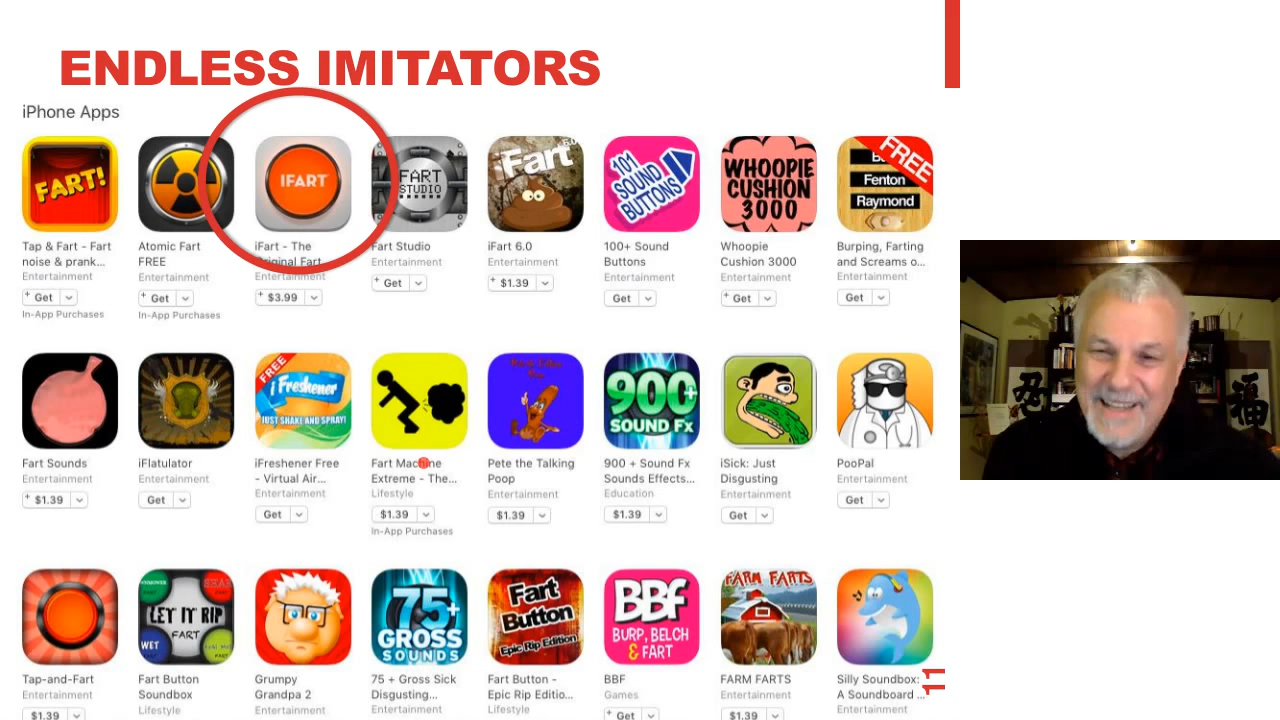 ENDLESS IMITATORS
iPhone Apps
FART!
IFART
FART
STUDIO
iFart
101
SOUND
BUTTONS
WHOOPIE
CUSHION
3000
FREE
Fenton
Raymond
Tap & Fart - Fart
noise & prank...
Entertainment
+ Get
In-App Purchases
Atomic Fart
FREE
Entertainment
+ Get
In-App Purchases
iFart - The
Original Fart
Entertainment
+ $3.99
Fart Studio
Entertainment
+ Get
iFart 6.0
Entertainment
+ $1.39
100+ Sound
Buttons
Entertainment
Get
Whoopie
Cushion 3000
Entertainment
+ Get
Burping, Farting
and Screams o...
Entertainment
Get
FREE
iFreshener
JUST SHAKE AND SPRAY!
900+
SOUND FX
忍
福
Fart Sounds
Entertainment
+ $1.39
iFlatulator
Entertainment
Get
iFreshener Free
- Virtual Air...
Entertainment
Get
Fart Machine
Extreme - The...
Lifestyle
$1.39
In-App Purchases
Pete the Talking
Poop
Entertainment
$1.39
900 + Sound Fx
Sounds Effects...
Education
$1.39
iSick: Just
Disgusting
Entertainment
Get
PooPal
Entertainment
Get
LET IT RIP
FART
WET
75+
GROSS
SOUNDS
Fart
Button
Epic Rip Edition
BBF
BURP, BELCH
& FART
FARM FARTS
Tap-and-Fart
Entertainment
$1.39
Fart Button
Soundbox
Lifestyle
Grumpy
Grandpa 2
Entertainment
75 + Gross Sick
Disgusting...
Entertainment
Fart Button -
Epic Rip Editio...
Lifestyle
BBF
Games
+ Get
FARM FARTS
Entertainment
$1.39
Silly Soundbox:
A Soundboard ...
Entertainment
11